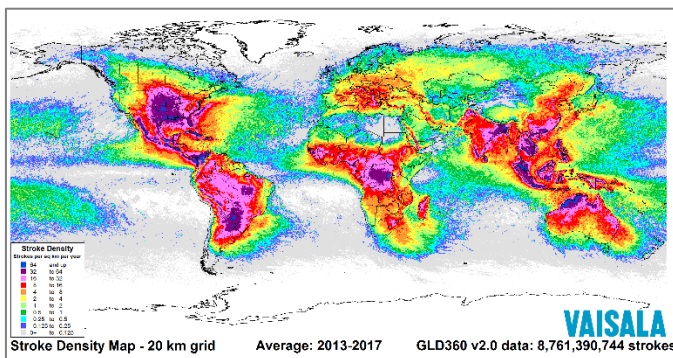 Stroke Density
Strokes per sq km per year
64 and up
32 to 64
16 to 32
8 to 16
4 to 8
2 to 4
1 to 2
0.5 to 1
0.25 to 0.5
0.125 to 0.25
0+ to 0.125
VAISALA
Stroke Density Map - 20 km grid Average: 2013-2017 GLD360 v2.0 data: 8,761,390,744 strokes